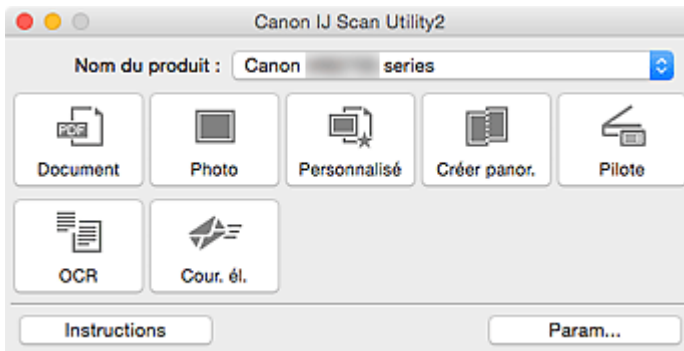 Canon IJ Scan Utility2
Nom du produit : Canon series
PDF
Document Photo Personnalisé Créer panor. Pilote
OCR Cour. él.
Instructions Param...